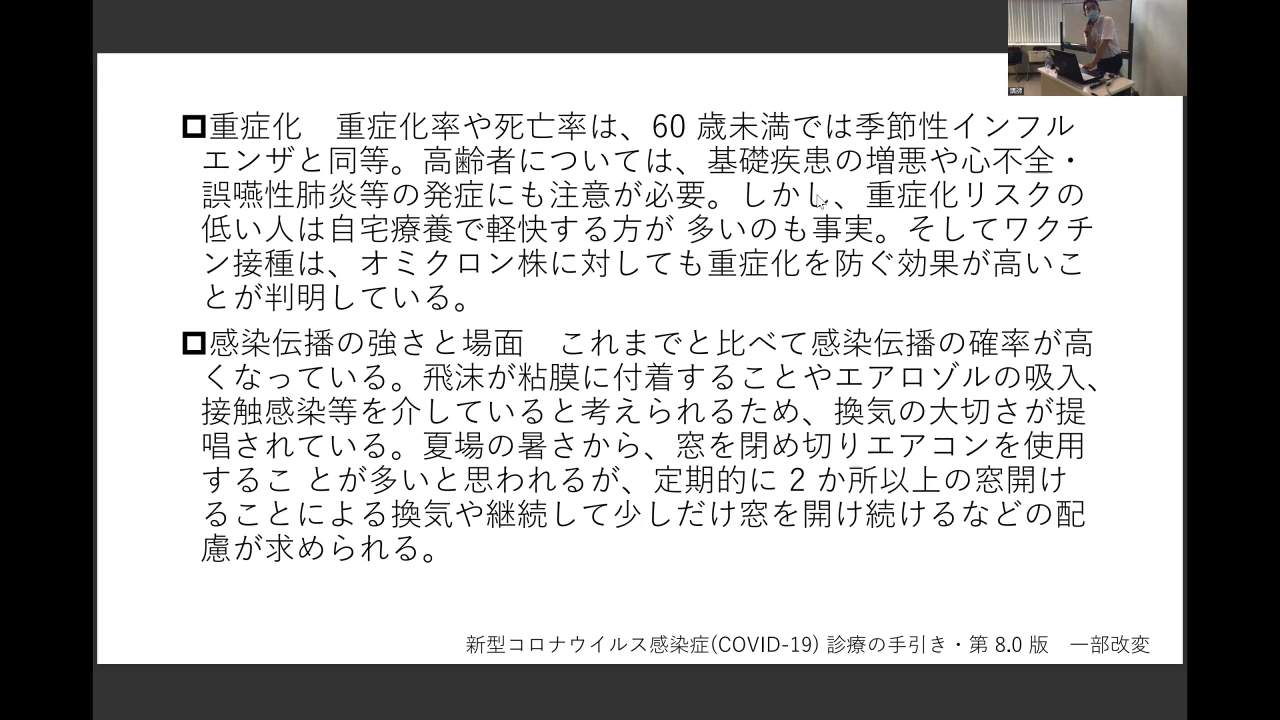 重症化　重症化率や死亡率は、60 歳未満では季節性インフル
エンザと同等。高齢者については、基礎疾患の増悪や心不全・
誤嚥性肺炎等の発症にも注意が必要。しかし、重症化リスクの
低い人は自宅療養で軽快する方が 多いのも事実。そしてワクチ
ン接種は、オミクロン株に対しても重症化を防ぐ効果が高いこ
とが判明している。
感染伝播の強さと場面　これまでと比べて感染伝播の確率が高
くなっている。飛沫が粘膜に付着することやエアロゾルの吸入、
接触感染等を介していると考えられるため、換気の大切さが提
唱されている。夏場の暑さから、窓を閉め切りエアコンを使用
するこ とが多いと思われるが、定期的に 2 か所以上の窓開け
ることによる換気や継続して少しだけ窓を開け続けるなどの配
慮が求められる。
新型コロナウイルス感染症(COVID-19) 診療の手引き・第 8.0 版　一部改変